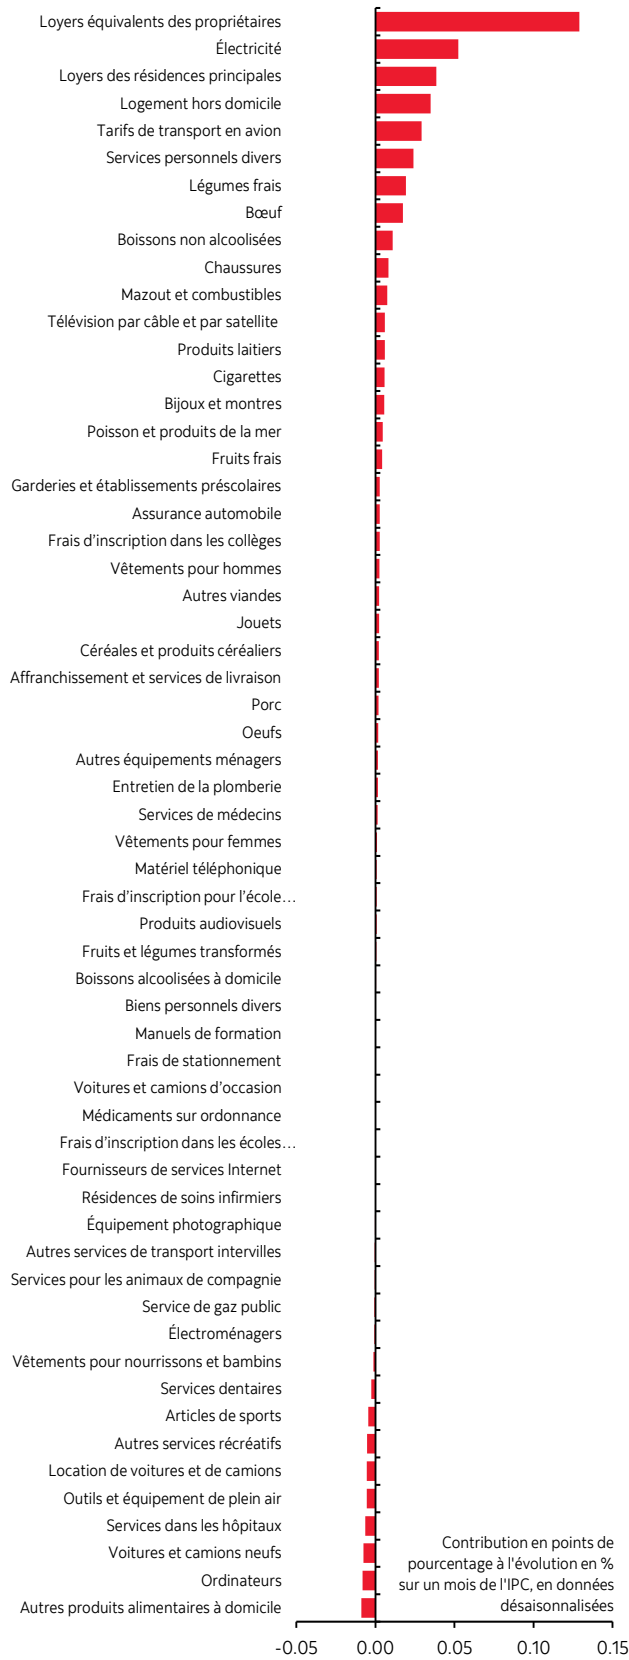 Loyers équivalents des propriétaires
Électricité
Loyers des résidences principales
Logement hors domicile
Tarifs de transport en avion
Services personnels divers
Légumes frais
Bœuf
Boissons non alcoolisées
Chaussures
Mazout et combustibles
Télévision par câble et par satellite
Produits laitiers
Cigarettes
Bijoux et montres
Poisson et produits de la mer
Fruits frais
Garderies et établissements préscolaires
Assurance automobile
Frais d'inscription dans les collèges
Vêtements pour hommes
Autres viandes
Jouets
Céréales et produits céréaliers
Affranchissement et services de livraison
Porc
Oeufs
Autres équipements ménagers
Entretien de la plomberie
Services de médecins
Vêtements pour femmes
Matériel téléphonique
Frais d'inscription pour l'école…
Produits audiovisuels
Fruits et légumes transformés
Boissons alcoolisées à domicile
Biens personnels divers
Manuels de formation
Frais de stationnement
Voitures et camions d'occasion
Médicaments sur ordonnance
Frais d'inscription dans les écoles…
Fournisseurs de services Internet
Résidences de soins infirmiers
Équipement photographique
Autres services de transport intervilles
Services pour les animaux de compagnie
Service de gaz public
Électroménagers
Vêtements pour nourrissons et bambins
Services dentaires
Articles de sports
Autres services récréatifs
Location de voitures et de camions
Outils et équipement de plein air
Services dans les hôpitaux
Voitures et camions neufs
Ordinateurs
Autres produits alimentaires à domicile
Contribution en points de
pourcentage à l'évolution en %
sur un mois de l'IPC, en données
désaisonnalisées
-0.05 0.00 0.05 0.10 0.15